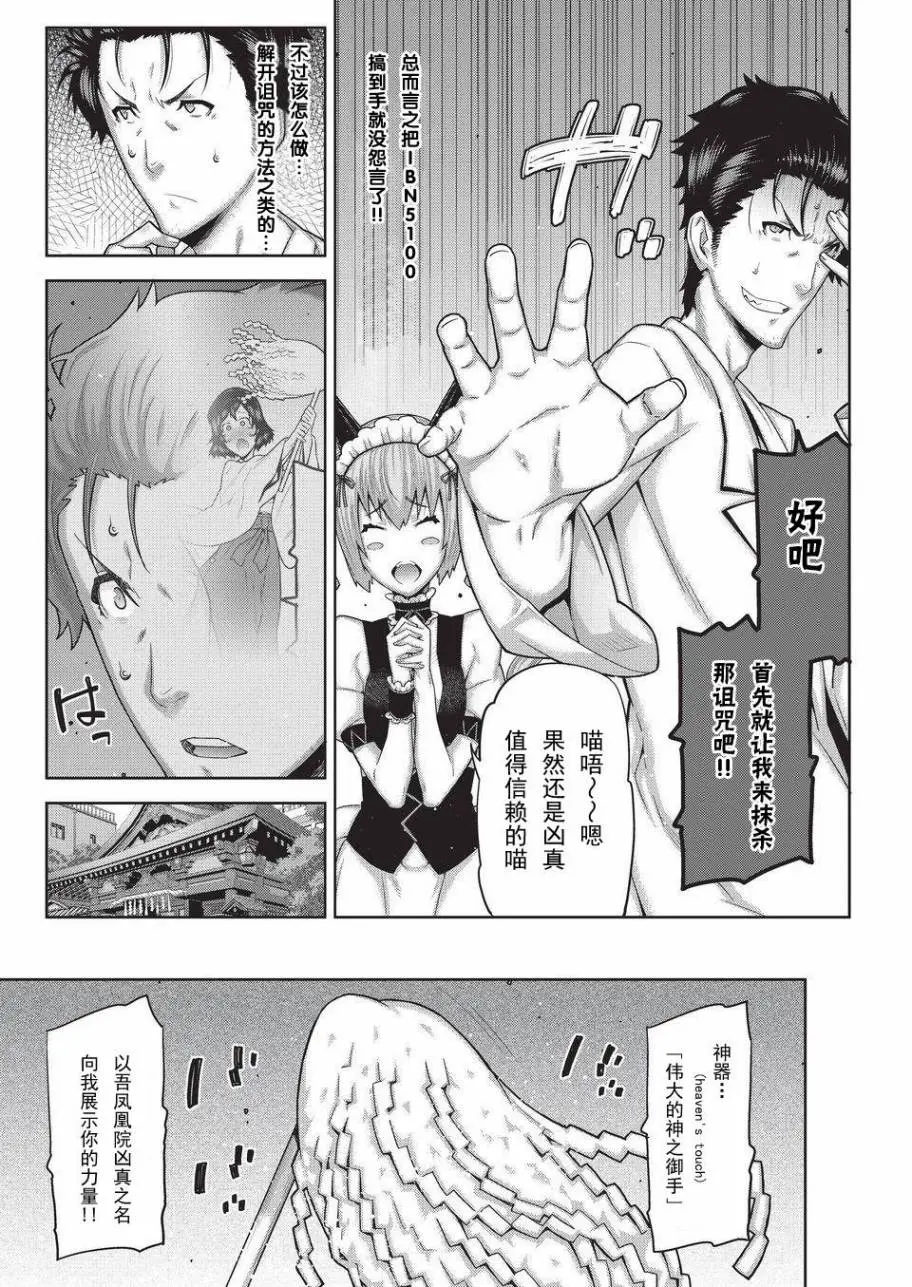 好吧
首先就让我来抹杀
那诅咒吧!!
总而言之把IBN5100
搞到手就没怨言了!!
喵唔～～嗯
果然还是凶真
值得信赖的喵
不过该怎么做…
解开诅咒的方法之类的…
はっ
神器…
(heaven's touch)
「伟大的神之御手」
以吾凤凰院凶真之名
向我展示你的力量!!